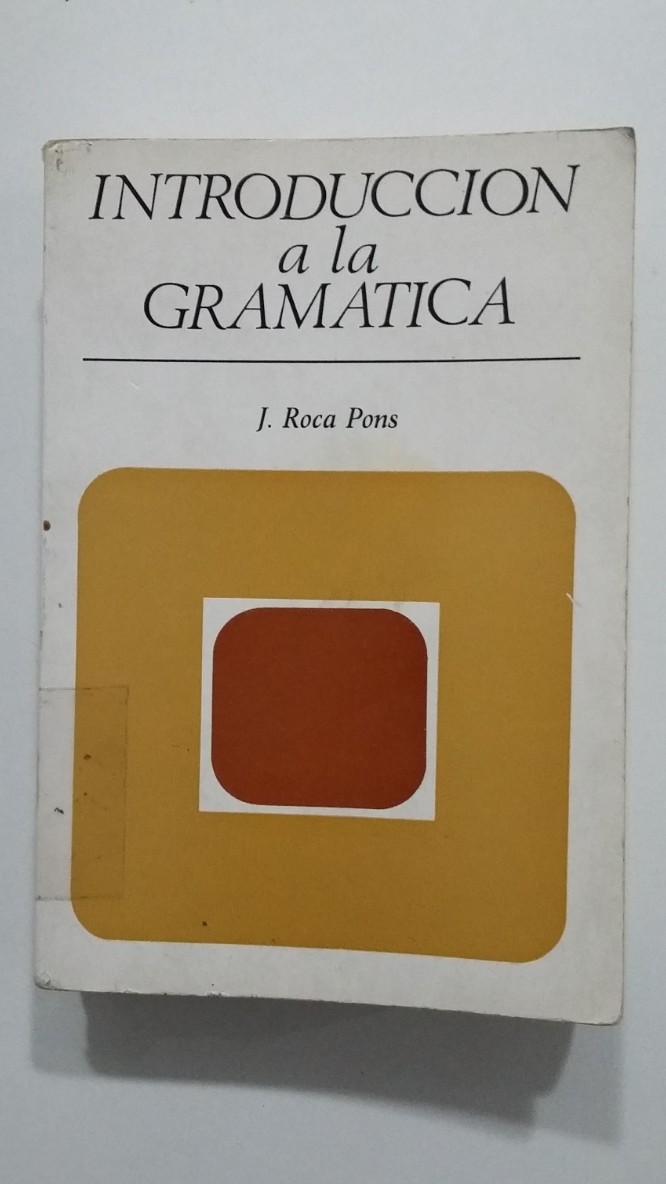 INTRODUCCION
a la
GRAMATICA
J. Roca Pons